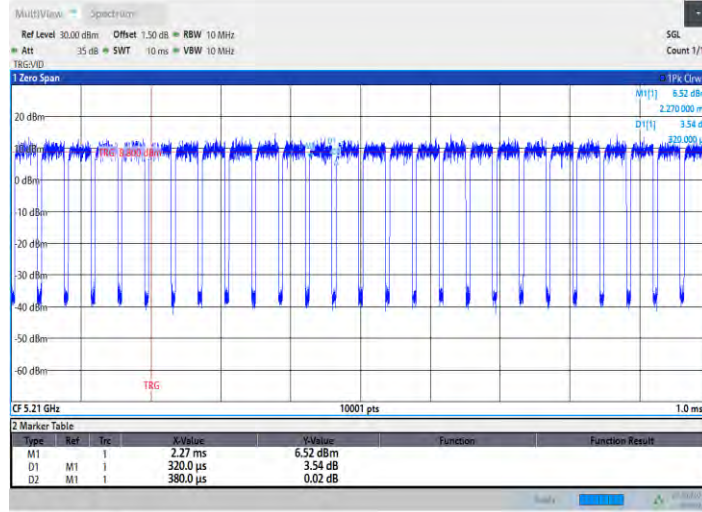 MultiView Spectrum
Ref Level 30.00 dBm Offset 1.50 dB RBW 10 MHz SGL
Att 35 dB SWT 10 ms VBW 10 MHz Count 1/1
TRG:VID
1 Zero Span 1Pk Clrw
M1[1] 6.52 dBm
2.270 000 m
20 dBm D1[1] 3.54 d
320.000 µ
10 dBm TRG
0 dBm
-10 dBm
-20 dBm
-30 dBm
-40 dBm
-50 dBm
-60 dBm
TRG
CF 5.21 GHz 10001 pts 1.0 ms
2 Marker Table
Type Ref Trc X-Value Y-Value Function Function Result
M1 1 2.27 ms 6.52 dBm
D1 M1 1 320.0 µs 3.54 dB
D2 M1 1 380.0 µs 0.02 dB